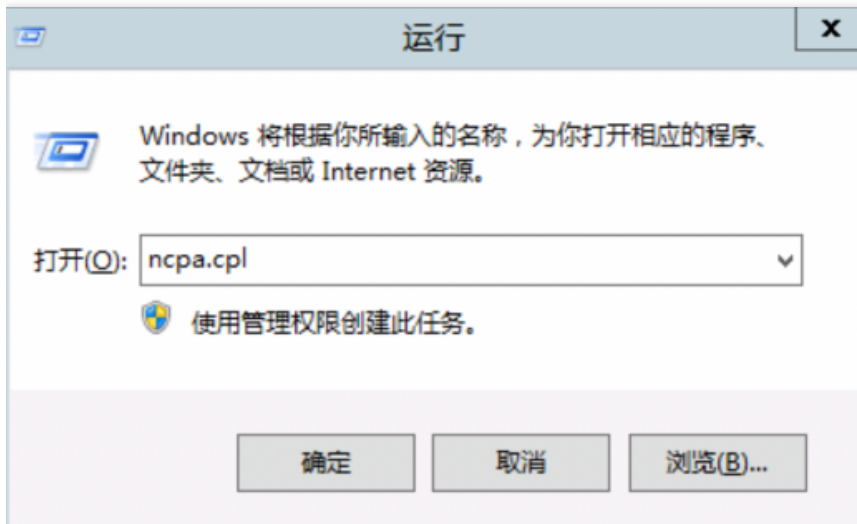 运行
x
Windows 将根据你所输入的名称，为你打开相应的程序、
文件夹、文档或 Internet 资源。
打开(O): ncpa.cpl
使用管理权限创建此任务。
确定 取消 浏览(B)...